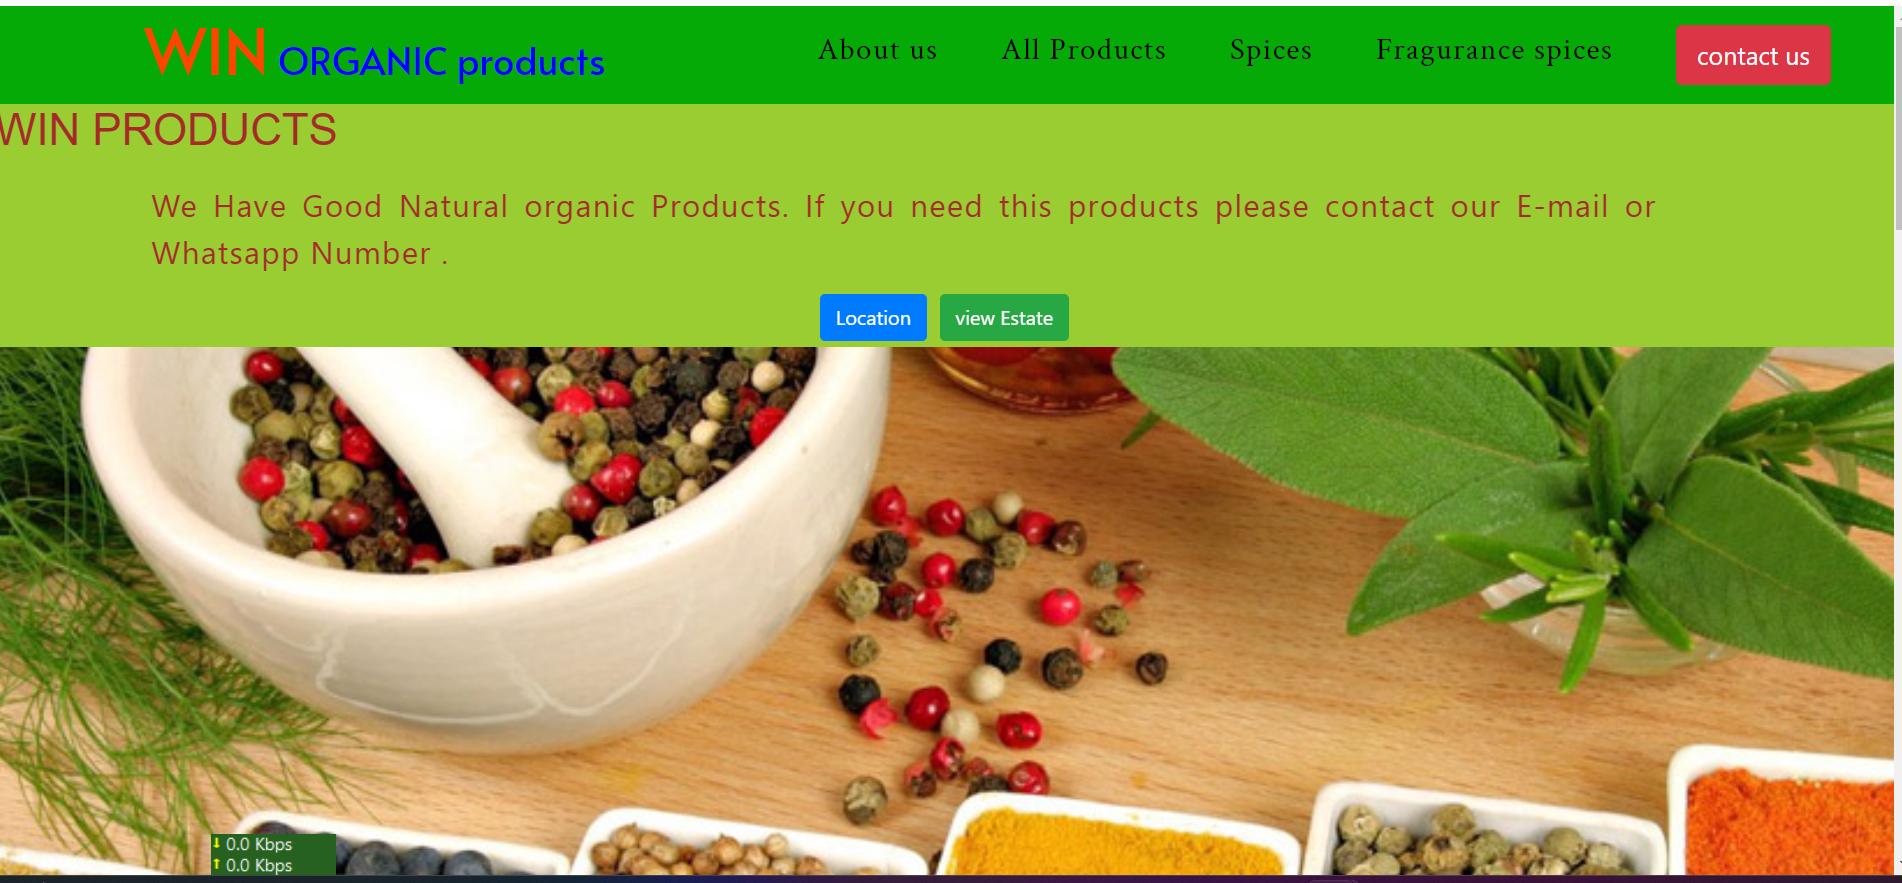 WIN ORGANIC products
About us
All Products
Spices
Fragurance spices
contact us
WIN PRODUCTS
We Have Good Natural organic Products. If you need this products please contact our E-mail or
Whatsapp Number .
Location
view Estate
0.0 Kbps
0.0 Kbps